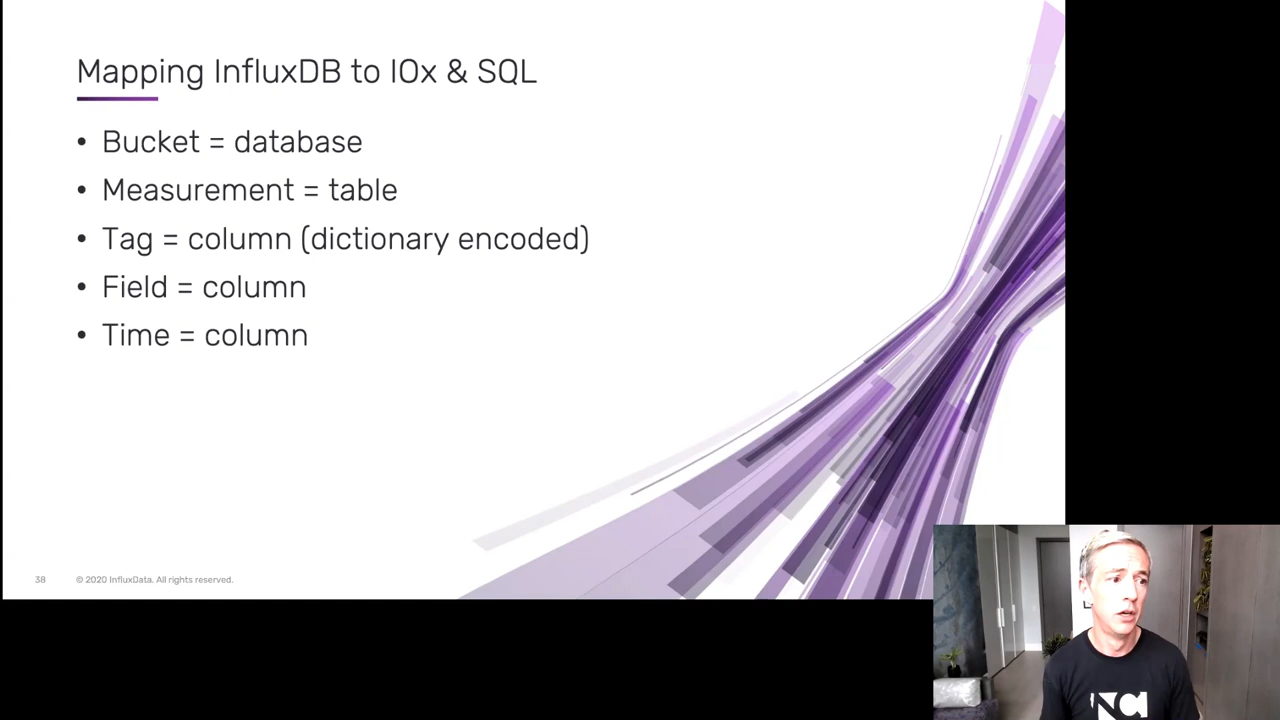 Mapping InfluxDB to IOx & SQL
• Bucket = database
• Measurement = table
• Tag = column (dictionary encoded)
• Field = column
• Time = column
38 © 2020 InfluxData. All rights reserved.